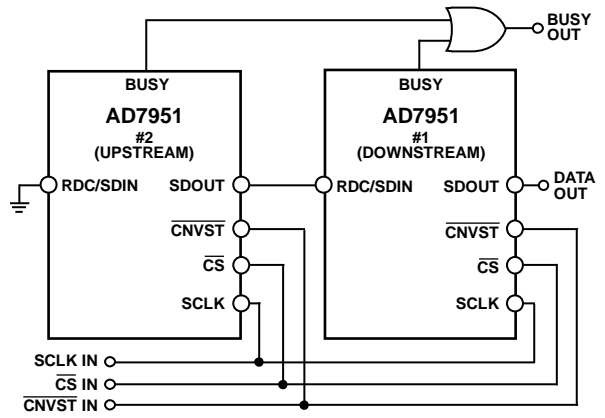 BUSY
OUT
BUSY
BUSY
AD7951
#2
(UPSTREAM)
AD7951
#1
(DOWNSTREAM)
RDC/SDIN
SDOUT
RDC/SDIN
SDOUT
DATA
OUT
CNVST
CNVST
CS
CS
SCLK
SCLK
SCLK IN
CS IN
CNVST IN